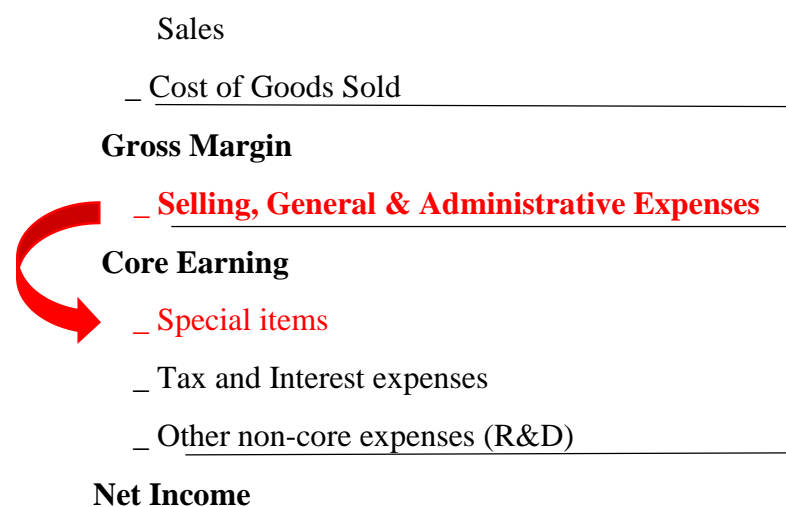 Sales
_ Cost of Goods Sold
Gross Margin
_ Selling, General & Administrative Expenses
Core Earning
_ Special items
_ Tax and Interest expenses
_ Other non-core expenses (R&D)
Net Income